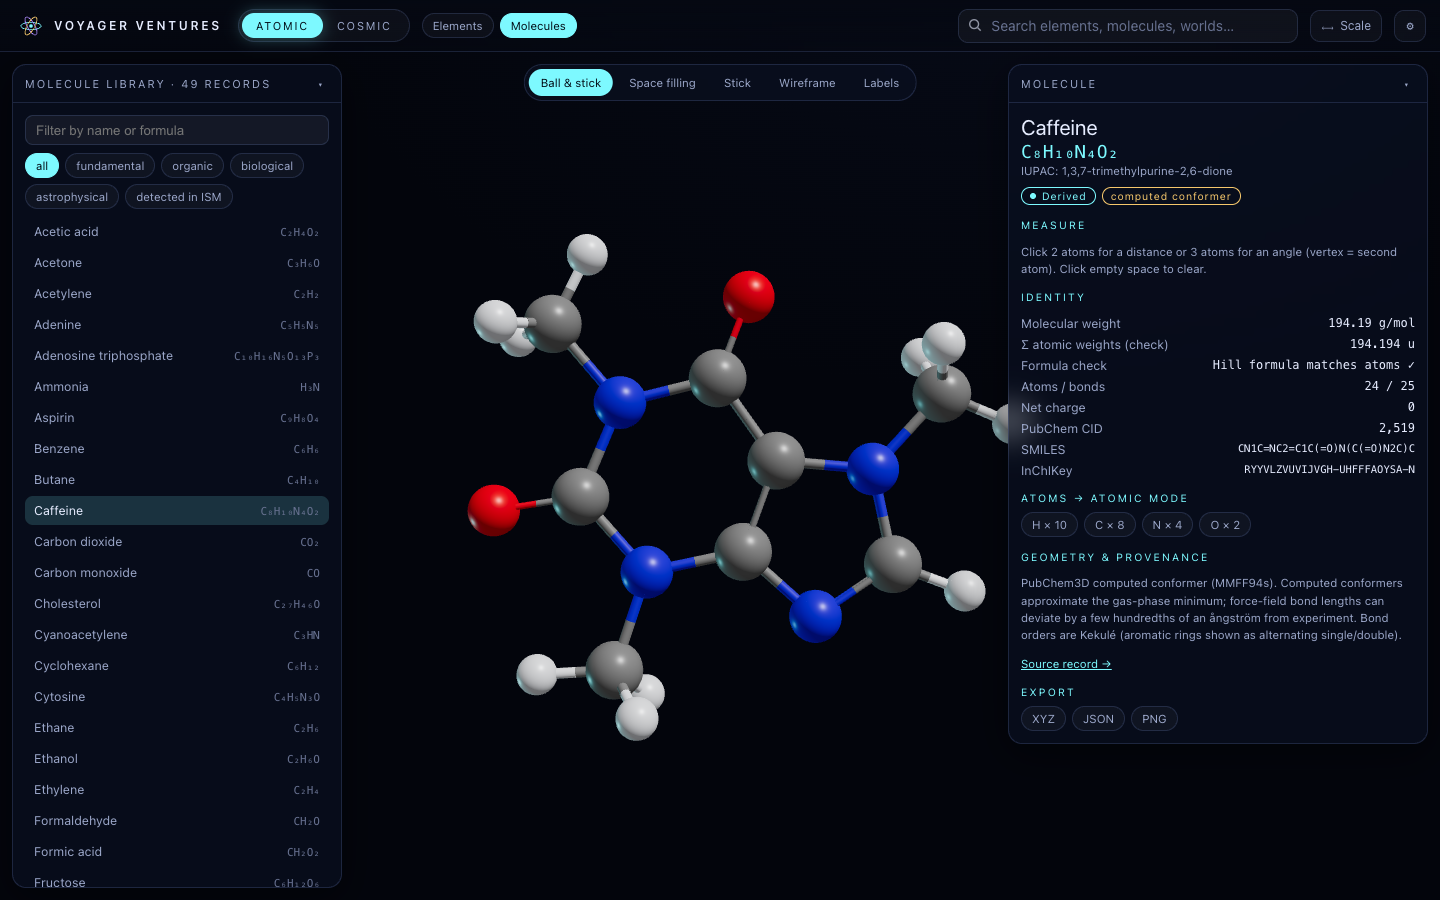 VOYAGER VENTURES
ATOMIC
COSMIC
Elements
Molecules
Search elements, molecules, worlds...
Scale
MOLECULE LIBRARY · 49 RECORDS
Filter by name or formula
all
fundamental
organic
biological
astrophysical
detected in ISM
Acetic acid C₂H₄O₂
Acetone C₃H₆O
Acetylene C₂H₂
Adenine C₅H₅N₅
Adenosine triphosphate C₁₀H₁₆N₅O₁₃P₃
Ammonia H₃N
Aspirin C₉H₈O₄
Benzene C₆H₆
Butane C₄H₁₀
Caffeine C₈H₁₀N₄O₂
Carbon dioxide CO₂
Carbon monoxide CO
Cholesterol C₂₇H₄₆O
Cyanoacetylene C₃HN
Cyclohexane C₆H₁₂
Cytosine C₄H₅N₃O
Ethane C₂H₆
Ethanol C₂H₆O
Ethylene C₂H₄
Formaldehyde CH₂O
Formic acid CH₂O₂
Fructose C₆H₁₂O₆
Ball & stick
Space filling
Stick
Wireframe
Labels
MOLECULE
Caffeine
C₈H₁₀N₄O₂
IUPAC: 1,3,7-trimethylpurine-2,6-dione
Derived
computed conformer
MEASURE
Click 2 atoms for a distance or 3 atoms for an angle (vertex = second
atom). Click empty space to clear.
IDENTITY
Molecular weight 194.19 g/mol
Σ atomic weights (check) 194.194 u
Formula check Hill formula matches atoms ✓
Atoms / bonds 24 / 25
Net charge 0
PubChem CID 2,519
SMILES CN1C=NC2=C1C(=O)N(C(=O)N2C)C
InChIKey RYYVLZVUVIJVGH-UHFFFAOYSA-N
ATOMS → ATOMIC MODE
H × 10
C × 8
N × 4
O × 2
GEOMETRY & PROVENANCE
PubChem3D computed conformer (MMFF94s). Computed conformers
approximate the gas-phase minimum; force-field bond lengths can
deviate by a few hundredths of an ångström from experiment. Bond
orders are Kekulé (aromatic rings shown as alternating single/double).
Source record →
EXPORT
XYZ
JSON
PNG